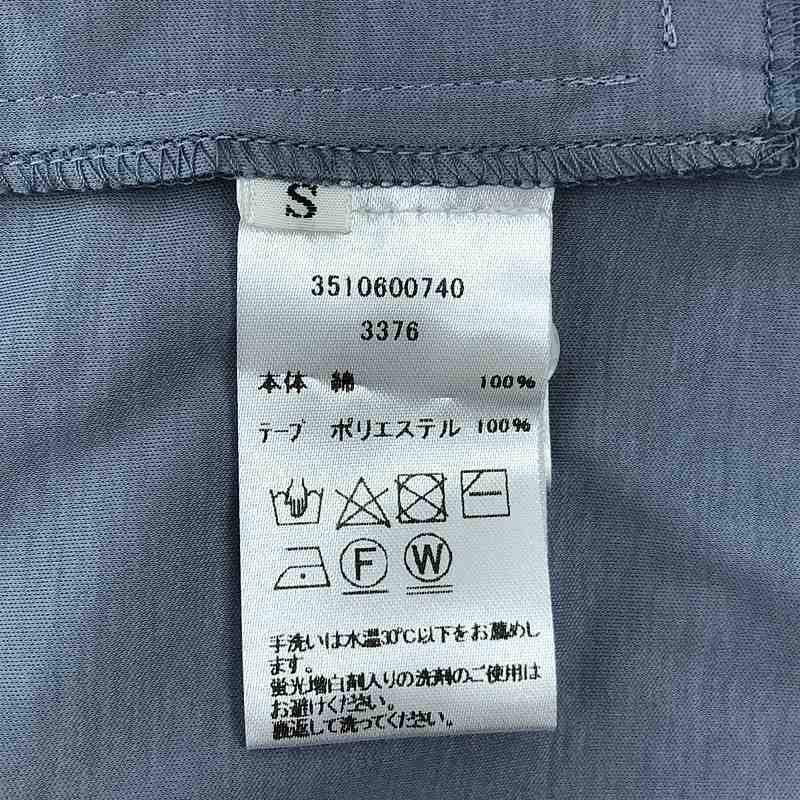 S
3510600740
3376
本体 綿 100%
テープ ポリエステル 100%
F W
手洗いは水温30℃以下をお薦めし
ます。
蛍光増白剤入りの洗剤のご使用は
お避けください。
裏返して洗ってください。